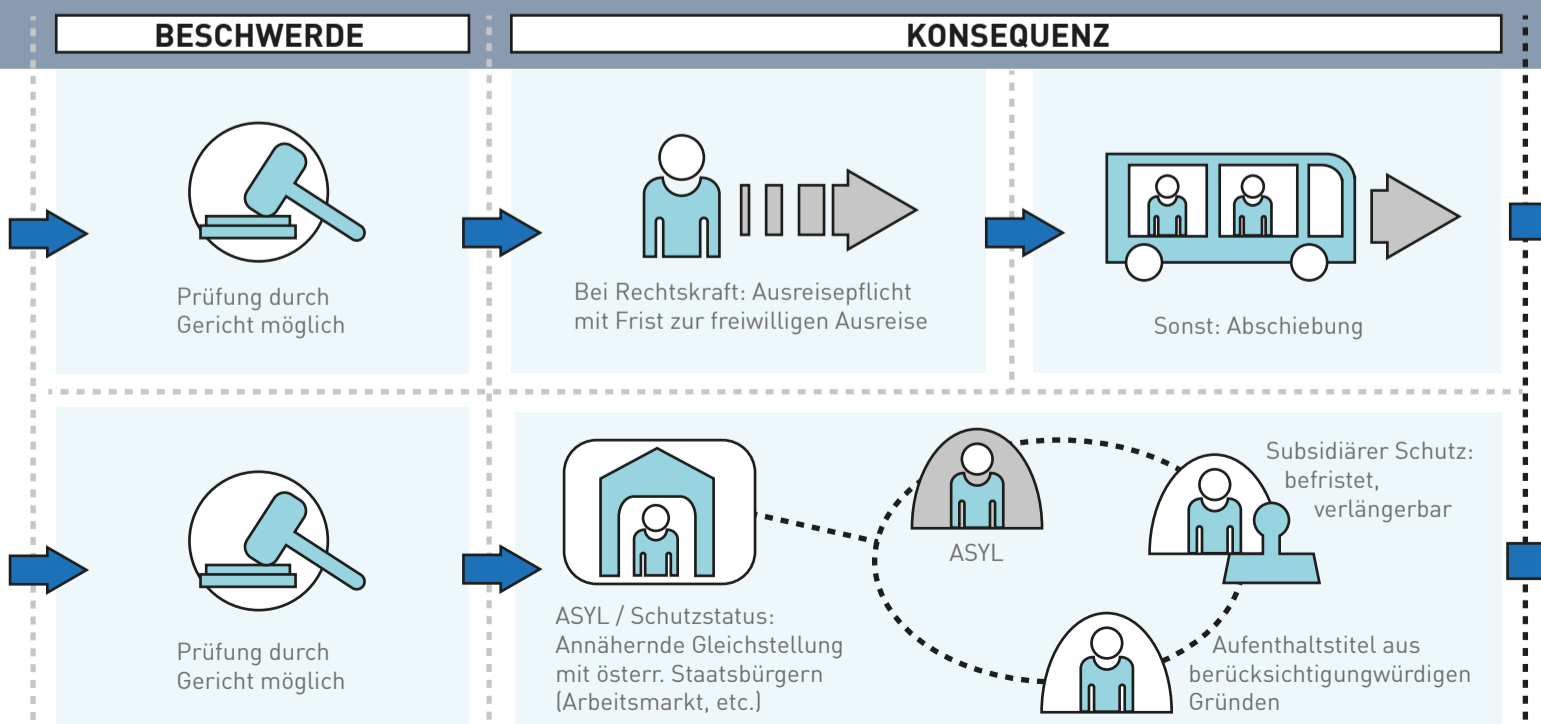 BESCHWERDE
KONSEQUENZ
Prüfung durch
Gericht möglich
Bei Rechtskraft: Ausreisepflicht
mit Frist zur freiwilligen Ausreise
Sonst: Abschiebung
Prüfung durch
Gericht möglich
ASYL / Schutzstatus:
Annähernde Gleichstellung
mit österr. Staatsbürgern
(Arbeitsmarkt, etc.)
ASYL
Subsidiärer Schutz:
befristet,
verlängerbar
Aufenthaltstitel aus
berücksichtigungwürdigen
Gründen